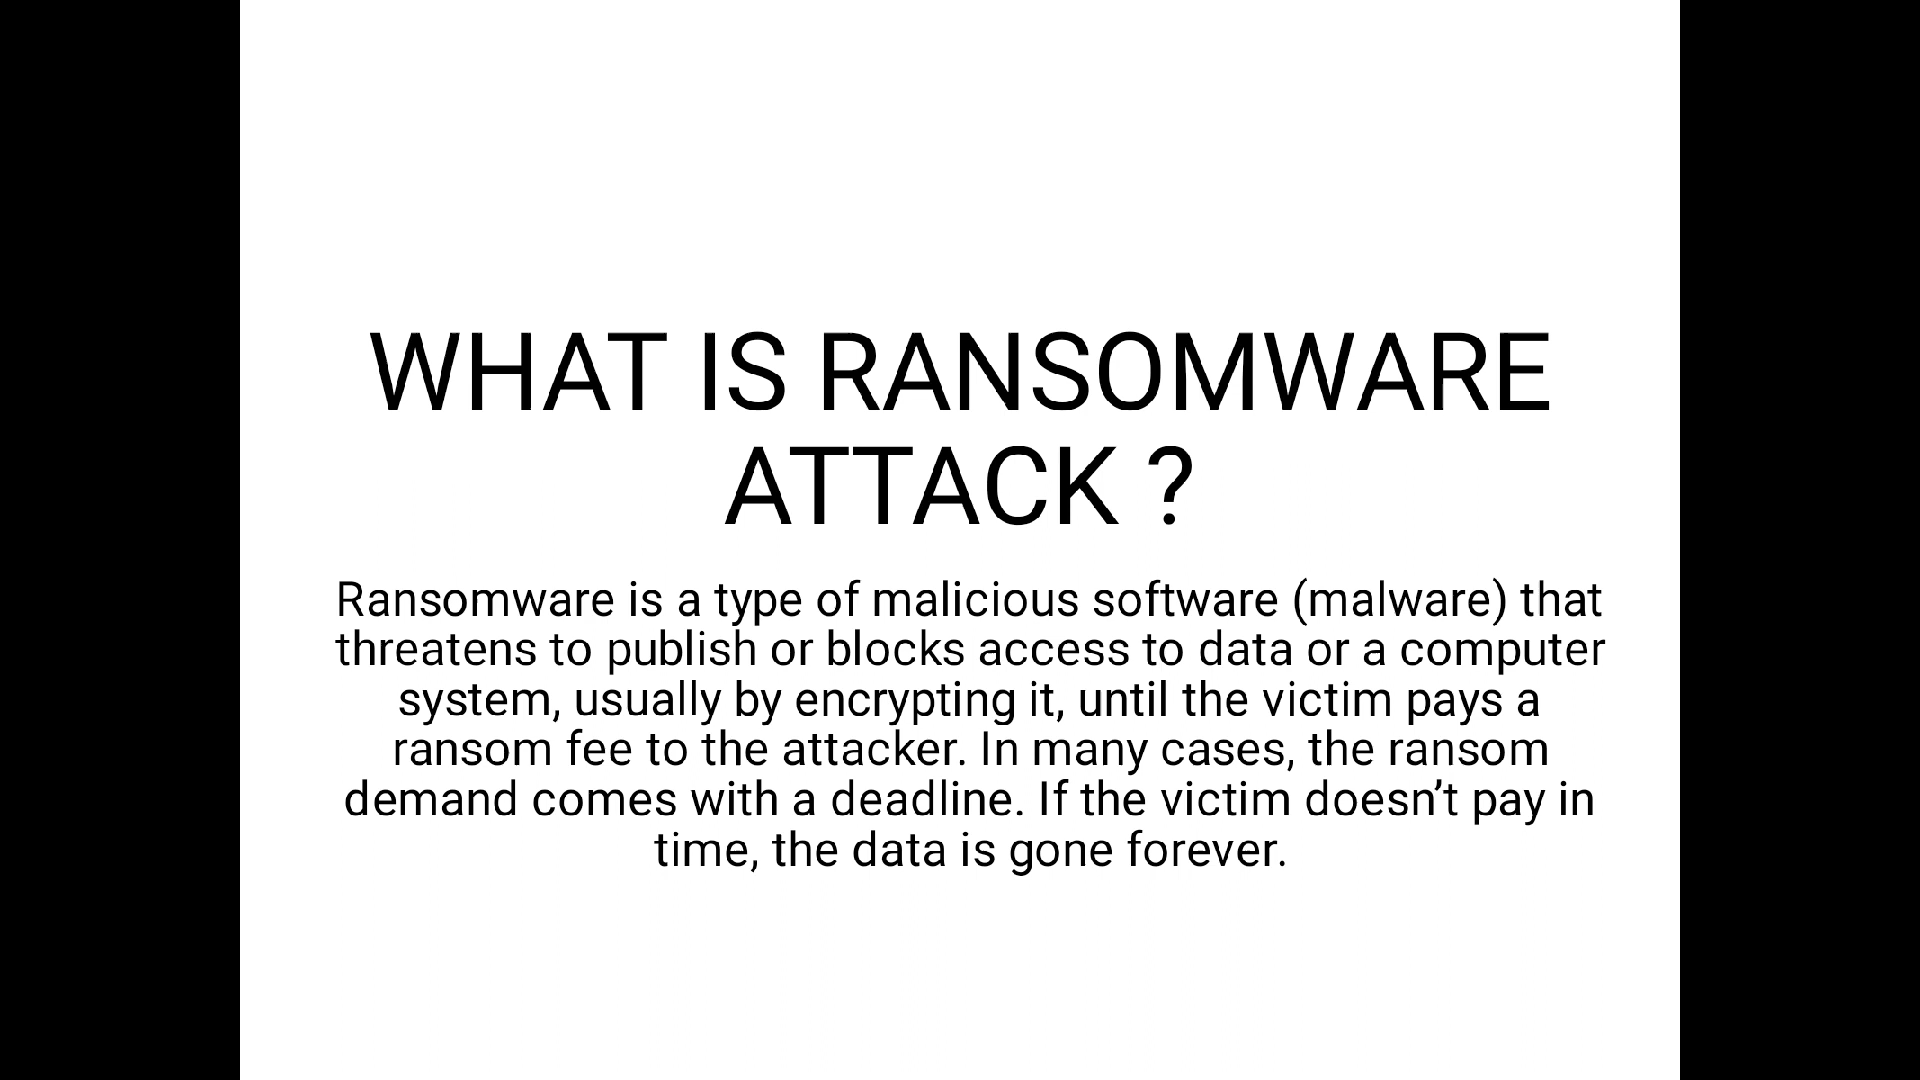 WHAT IS RANSOMWARE
ATTACK ?
Ransomware is a type of malicious software (malware) that
threatens to publish or blocks access to data or a computer
system, usually by encrypting it, until the victim pays a
ransom fee to the attacker. In many cases, the ransom
demand comes with a deadline. If the victim doesn’t pay in
time, the data is gone forever.